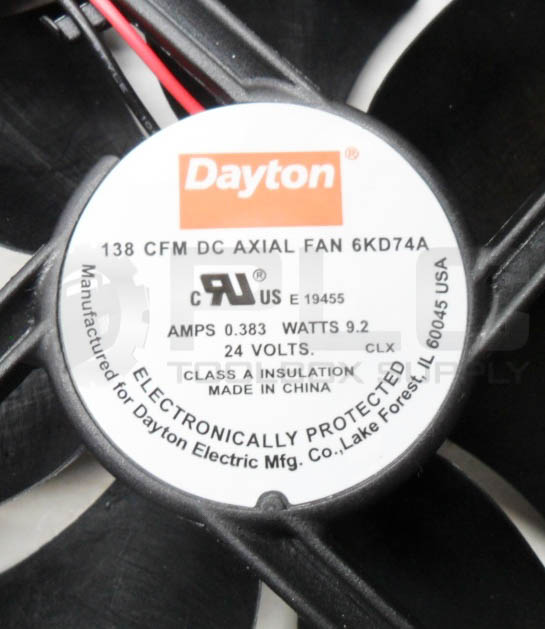 Dayton®
138 CFM DC AXIAL FAN 6KD74A
C RU® US E 19455
AMPS 0.383 WATTS 9.2
24 VOLTS. CLX
CLASS A INSULATION
MADE IN CHINA
ELECTRONICALLY PROTECTED
Manufactured for Dayton Electric Mfg. Co., Lake Forest, IL 60045 USA
PLC
TOOLBOX SUPPLY